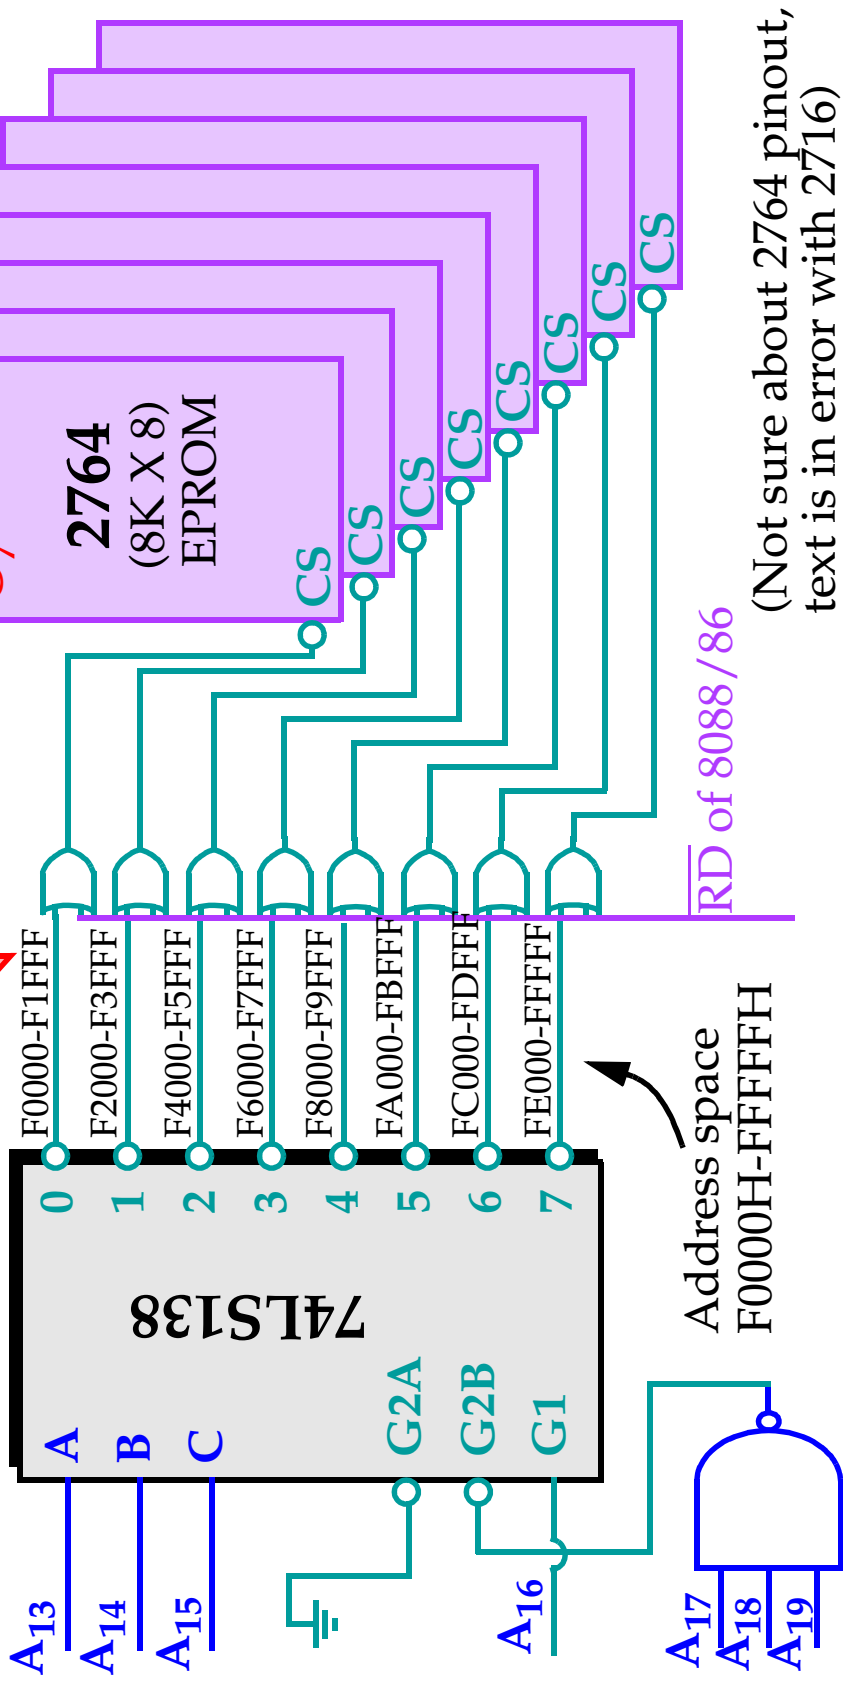 A13
A14
A15
A16
A17
A18
A19
A
B
C
G2A
G2B
G1
74LS138
0
1
2
3
4
5
6
7
F0000-F1FFF
F2000-F3FFF
F4000-F5FFF
F6000-F7FFF
F8000-F9FFF
FA000-FBFFF
FC000-FDFFF
FE000-FFFFF
Address space
F0000H-FFFFFH
RD of 8088/86
2764
(8K X 8)
EPROM
CS
CS
CS
CS
CS
CS
CS
CS
(Not sure about 2764 pinout,
text is in error with 2716)